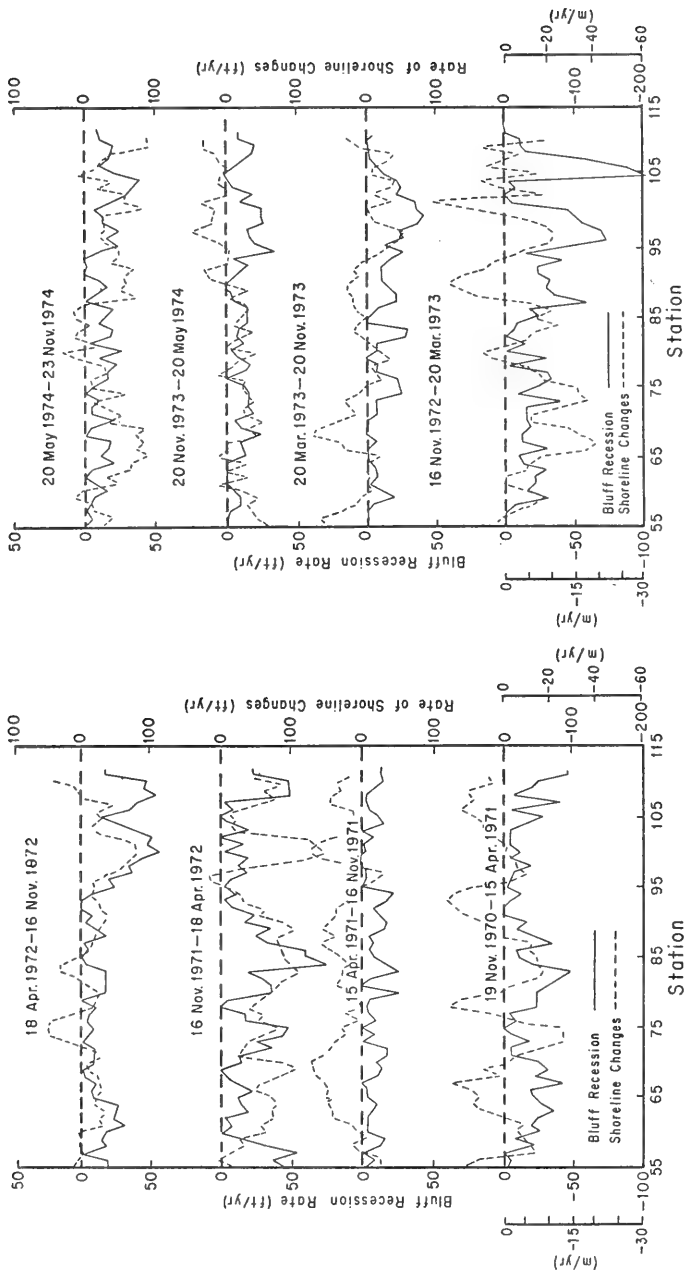 50
0
50
0
50
0
50
0
-50
-100
Bluff Recession Rate (ft/yr)
0
-15
-30
(m/yr)
18 Apr. 1972–16 Nov. 1872
16 Nov. 1971–18 Apr. 1972
15 Apr. 1971–16 Nov. 1971
19 Nov. 1970–15 Apr. 1971
Bluff Recession
Shoreline Changes
55 65 75 85 95 105 115
Station
100
0
100
0
100
0
100
0
-100
-200
Rate of Shoreline Changes (ft/yr)
0
-20
-40
-60
(m/yr)
50
0
50
0
50
0
50
0
-50
-100
Bluff Recession Rate (ft/yr)
0
-15
-30
(m/yr)
20 May 1974–23 Nov. 1974
20 Nov. 1973–20 May 1974
20 Mar. 1973–20 Nov. 1973
16 Nov. 1972–20 Mar. 1973
Bluff Recession
Shoreline Changes
55 65 75 85 95 105 115
Station
100
0
100
0
100
0
100
0
-100
-200
Rate of Shoreline Changes (ft/yr)
0
-20
-40
-60
(m/yr)